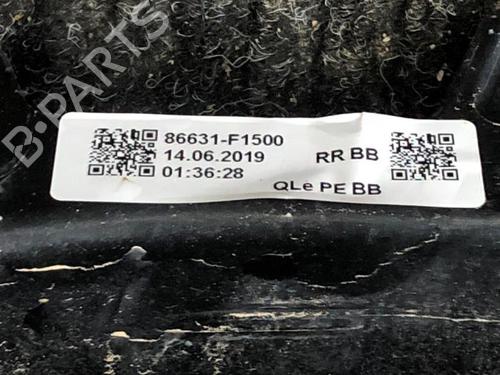 B-PARTS
86631-F1500
14.06.2019 RR BB
01:36:28 QLe PE BB